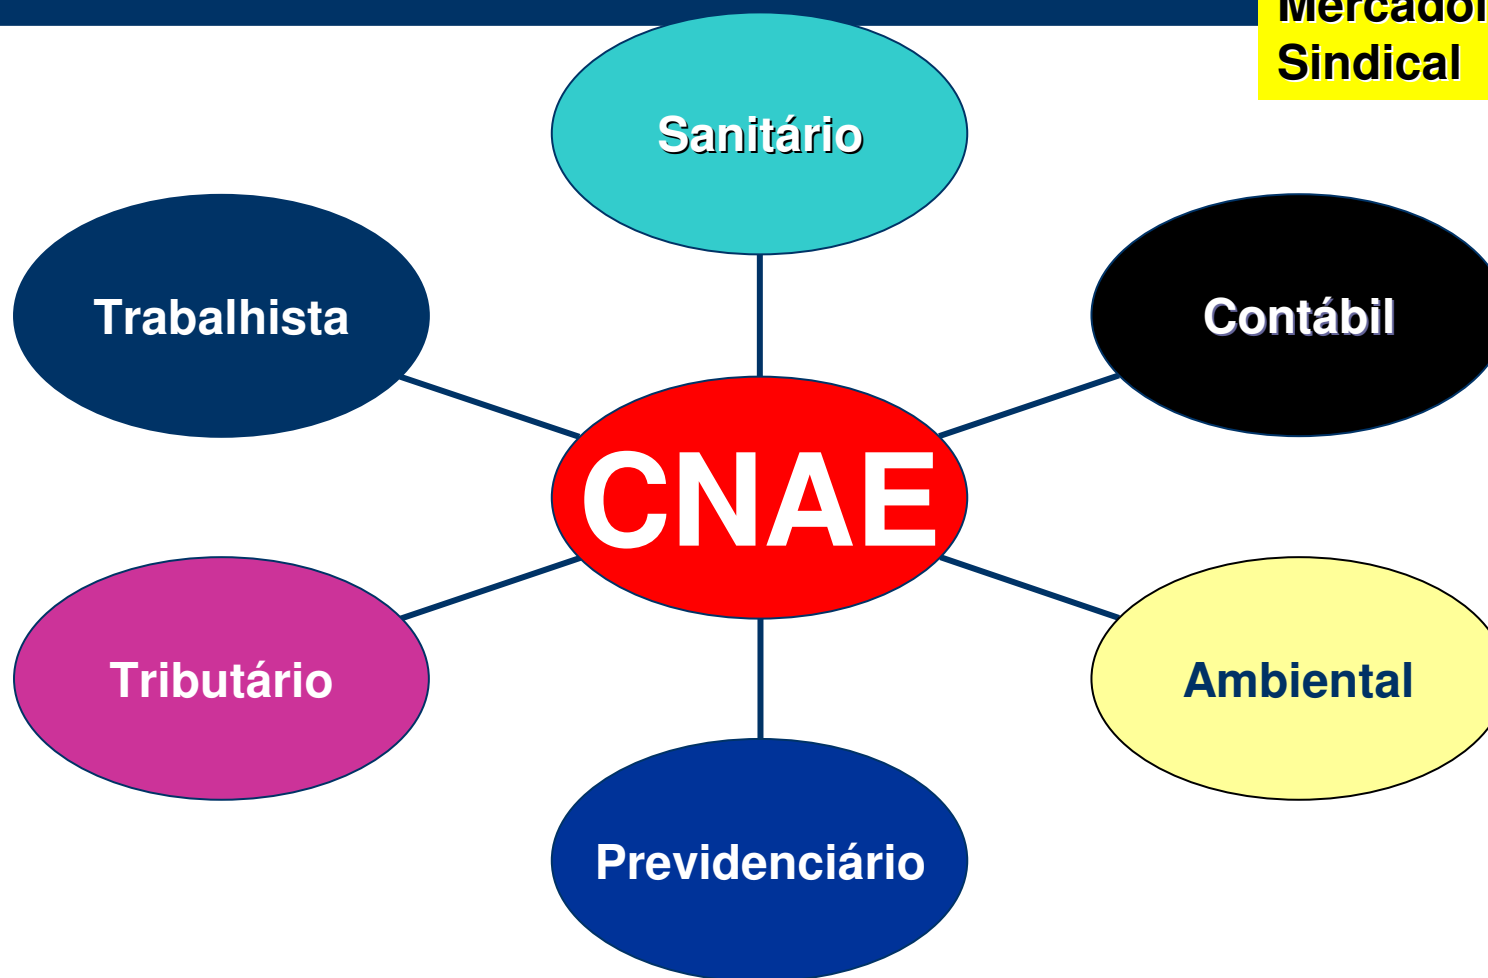 Sindical
Sanitário
Trabalhista
Contábil
CNAE
Tributário
Ambiental
Previdenciário